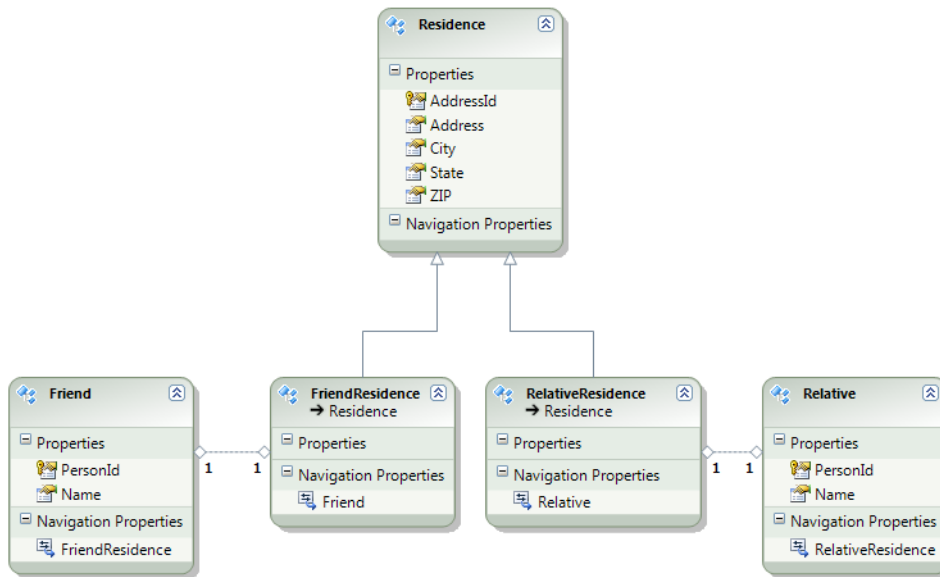 Residence
Properties
AddressId
Address
City
State
ZIP
Navigation Properties
Friend
Properties
PersonId
Name
Navigation Properties
FriendResidence
1
1
FriendResidence
➔ Residence
Properties
Navigation Properties
Friend
RelativeResidence
➔ Residence
Properties
Navigation Properties
Relative
1
1
Relative
Properties
PersonId
Name
Navigation Properties
RelativeResidence